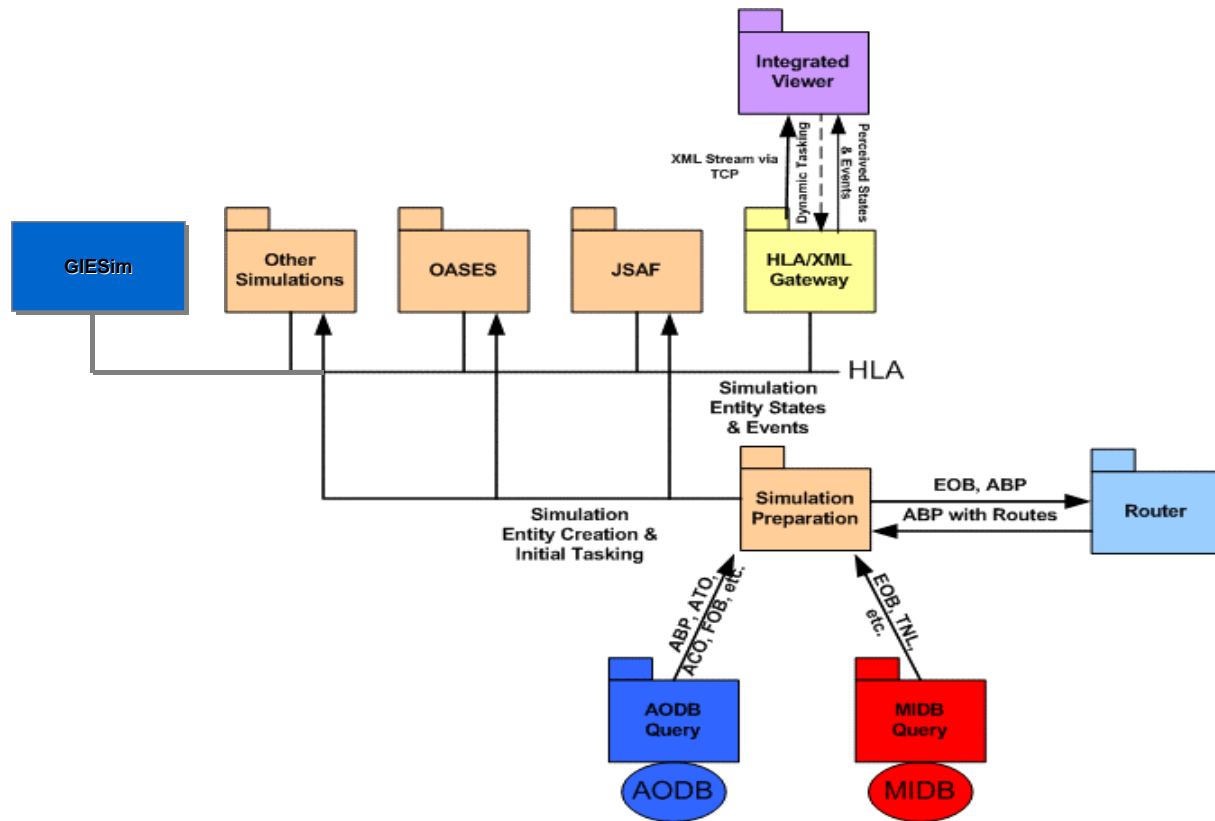 Integrated
Viewer
XML Stream via
TCP
Dynamic Tasking
Perceived States
& Events
GIESim
Other
Simulations
OASES
JSAF
HLA/XML
Gateway
HLA
Simulation
Entity States
& Events
Simulation
Preparation
EOB, ABP
ABP with Routes
Router
Simulation
Entity Creation &
Initial Tasking
ABP, ATO,
ACO, FOB, etc.
EOB, TNL,
etc.
AODB
Query
MIDB
Query
AODB
MIDB